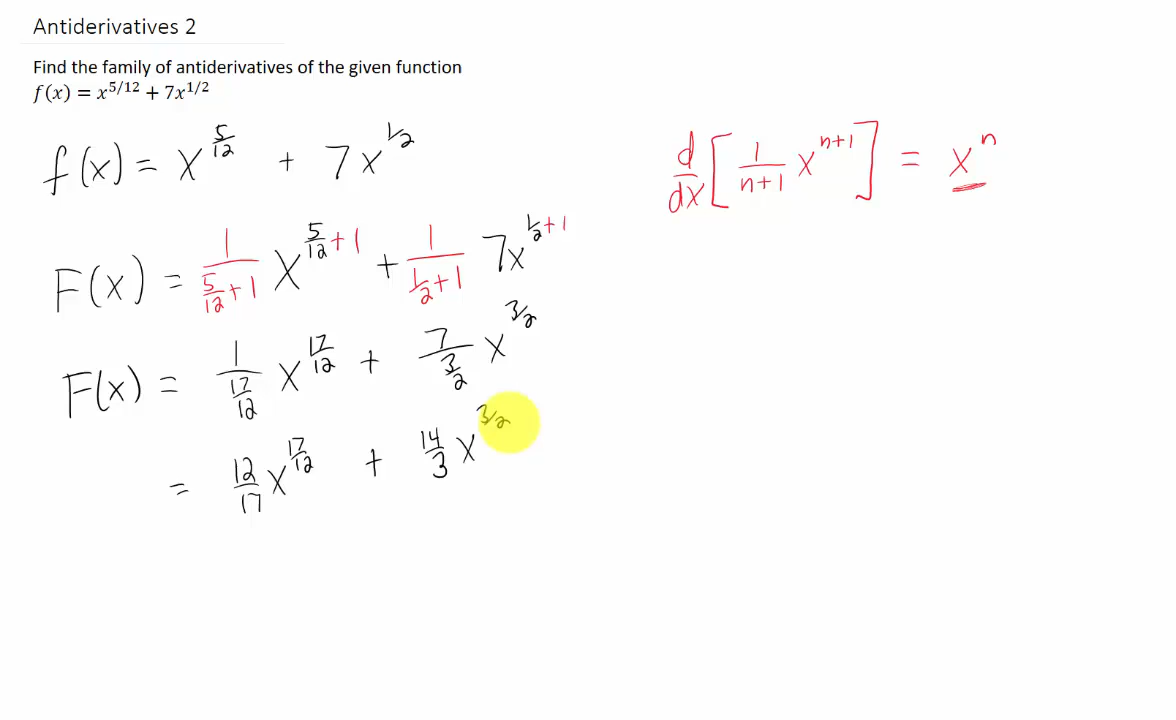 Antiderivatives 2
Find the family of antiderivatives of the given function
f(x) = x^{5/12} + 7x^{1/2}
f(x) = x^{5/12} + 7x^{1/2}
d/dx [ 1/(n+1) x^{n+1} ] = x^n
F(x) = 1/(5/12 + 1) x^{5/12 + 1} + 1/(1/2 + 1) 7x^{1/2 + 1}
F(x) = 1/(17/12) x^{17/12} + 7/(3/2) x^{3/2}
= 12/17 x^{17/12} + 14/3 x^{3/2}